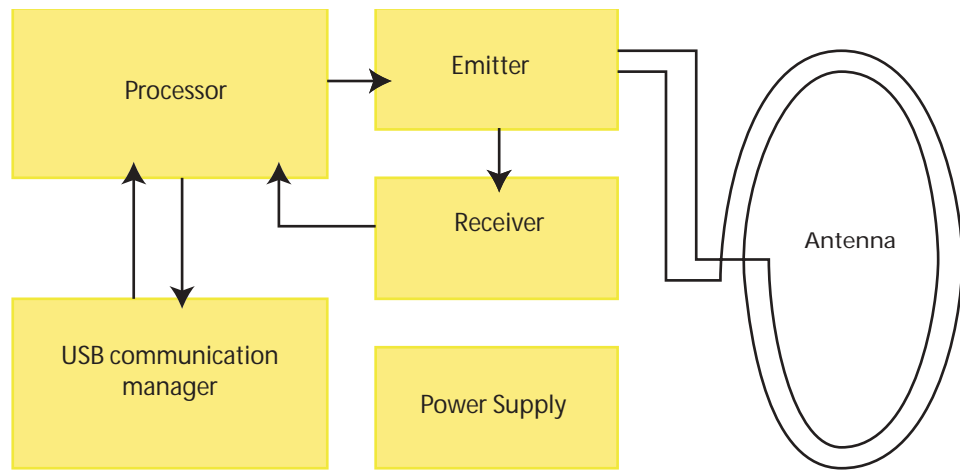 Processor
Emitter
Receiver
Antenna
USB communication
manager
Power Supply